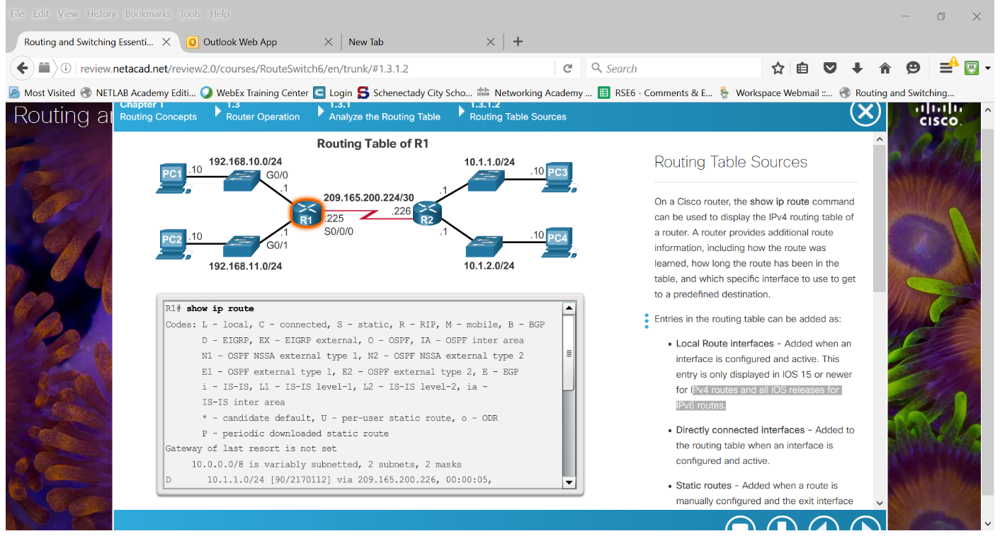 File Edit View History Bookmarks Tools Help
Routing and Switching Essenti... Outlook Web App New Tab
review.netacad.net/review2.0/courses/RouteSwitch6/en/trunk/#1.3.1.2 Search
Most Visited NETLAB Academy Editi... WebEx Training Center Login Schenectady City Scho... Networking Academy ... RSE6 - Comments & E... Workspace Webmail ::... Routing and Switching...
Routing a
Chapter 1
Routing Concepts
1.3
Router Operation
1.3.1
Analyze the Routing Table
1.3.1.2
Routing Table Sources
CISCO.
Routing Table of R1
192.168.10.0/24
10.1.1.0/24
PC1 .10
G0/0
.10 PC3
.1
.1
209.165.200.224/30
R1
.225
.226
R2
S0/0/0
PC2 .10
.1
G0/1
.1
.10 PC4
192.168.11.0/24
10.1.2.0/24
R1# show ip route
Codes: L - local, C - connected, S - static, R - RIP, M - mobile, B - BGP
D - EIGRP, EX - EIGRP external, O - OSPF, IA - OSPF inter area
N1 - OSPF NSSA external type 1, N2 - OSPF NSSA external type 2
E1 - OSPF external type 1, E2 - OSPF external type 2, E - EGP
i - IS-IS, L1 - IS-IS level-1, L2 - IS-IS level-2, ia -
IS-IS inter area
* - candidate default, U - per-user static route, o - ODR
P - periodic downloaded static route
Gateway of last resort is not set
10.0.0.0/8 is variably subnetted, 2 subnets, 2 masks
D 10.1.1.0/24 [90/2170112] via 209.165.200.226, 00:00:05,
Routing Table Sources
On a Cisco router, the show ip route command
can be used to display the IPv4 routing table of
a router. A router provides additional route
information, including how the route was
learned, how long the route has been in the
table, and which specific interface to use to get
to a predefined destination.
Entries in the routing table can be added as:
• Local Route interfaces - Added when an
interface is configured and active. This
entry is only displayed in IOS 15 or newer
for IPv4 routes and all IOS releases for
IPv6 routes.
• Directly connected interfaces - Added to
the routing table when an interface is
configured and active.
• Static routes - Added when a route is
manually configured and the exit interface